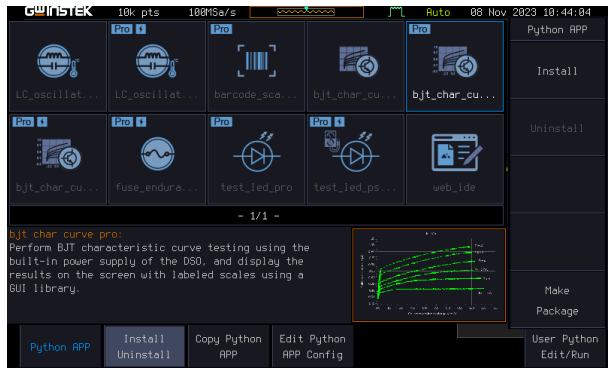 GWINSTEK 10k pts 100MSa/s Auto 08 Nov 2023 10:44:04
Python APP
Pro Pro Pro
LC_oscillat... LC_oscillat... barcode_sca... bjt_char_cu... bjt_char_cu...
Install
Pro Pro Pro Pro
bjt_char_cu... fuse_endura... test_led_pro test_led_ps... web_ide
Uninstall
- 1/1 -
bjt char curve pro:
Perform BJT characteristic curve testing using the
built-in power supply of the DSO, and display the
results on the screen with labeled scales using a
GUI library.
Make
Package
Python APP
Install
Uninstall
Copy Python
APP
Edit Python
APP Config
User Python
Edit/Run